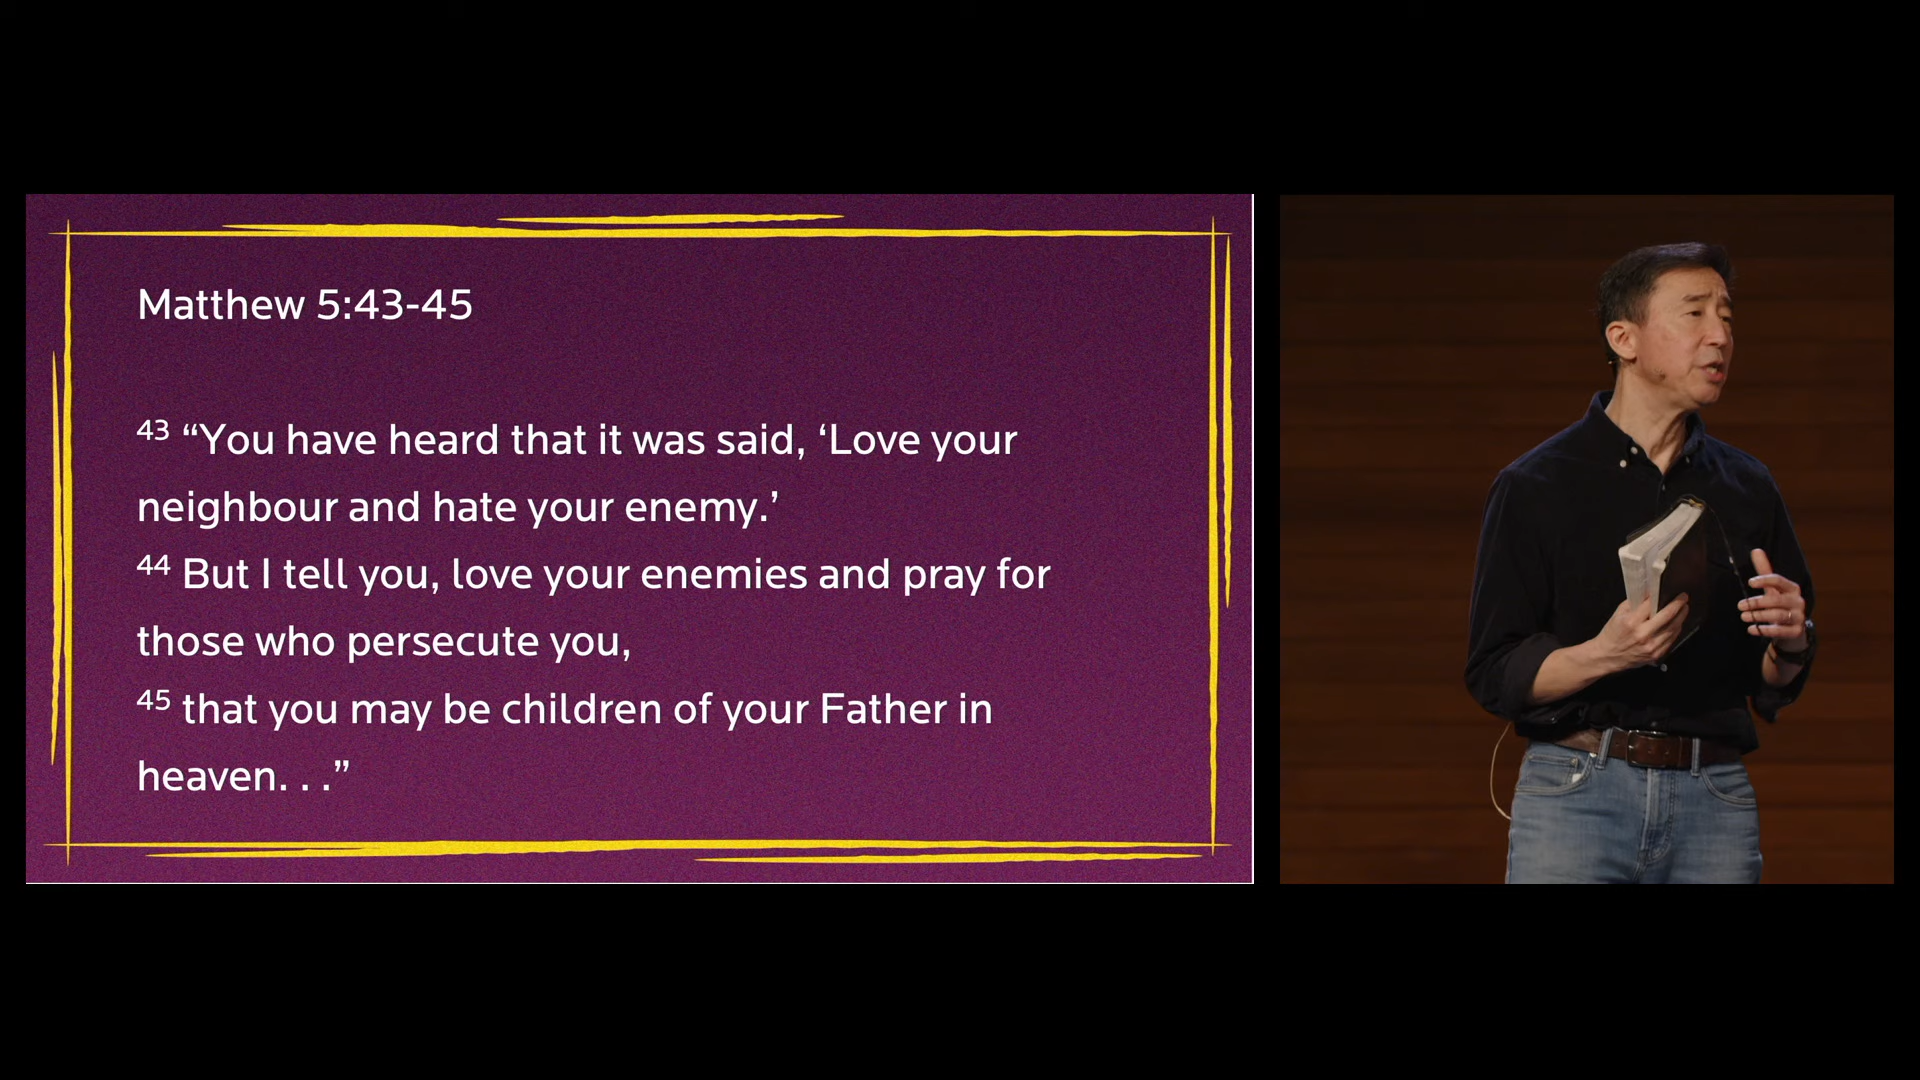 Matthew 5:43-45
43 “You have heard that it was said, ‘Love your
neighbour and hate your enemy.’
44 But I tell you, love your enemies and pray for
those who persecute you,
45 that you may be children of your Father in
heaven. . .”